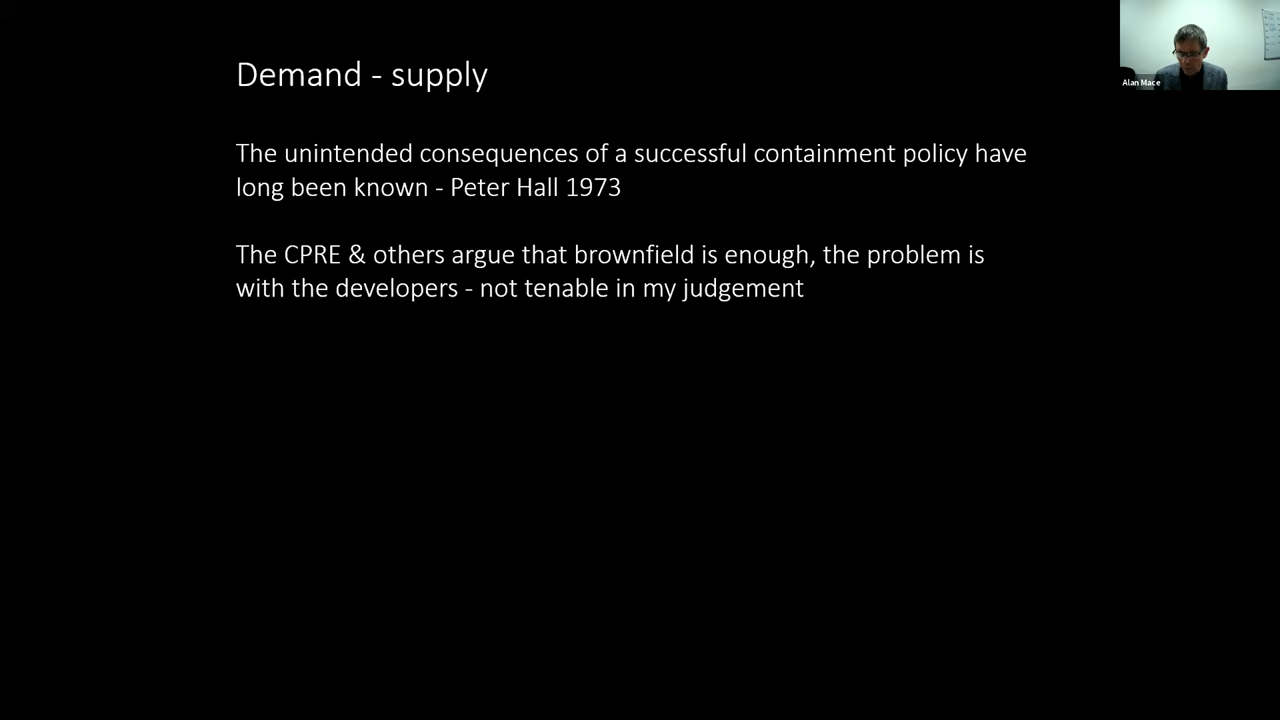 Demand - supply
The unintended consequences of a successful containment policy have
long been known - Peter Hall 1973
The CPRE & others argue that brownfield is enough, the problem is
with the developers - not tenable in my judgement
Alan Mace